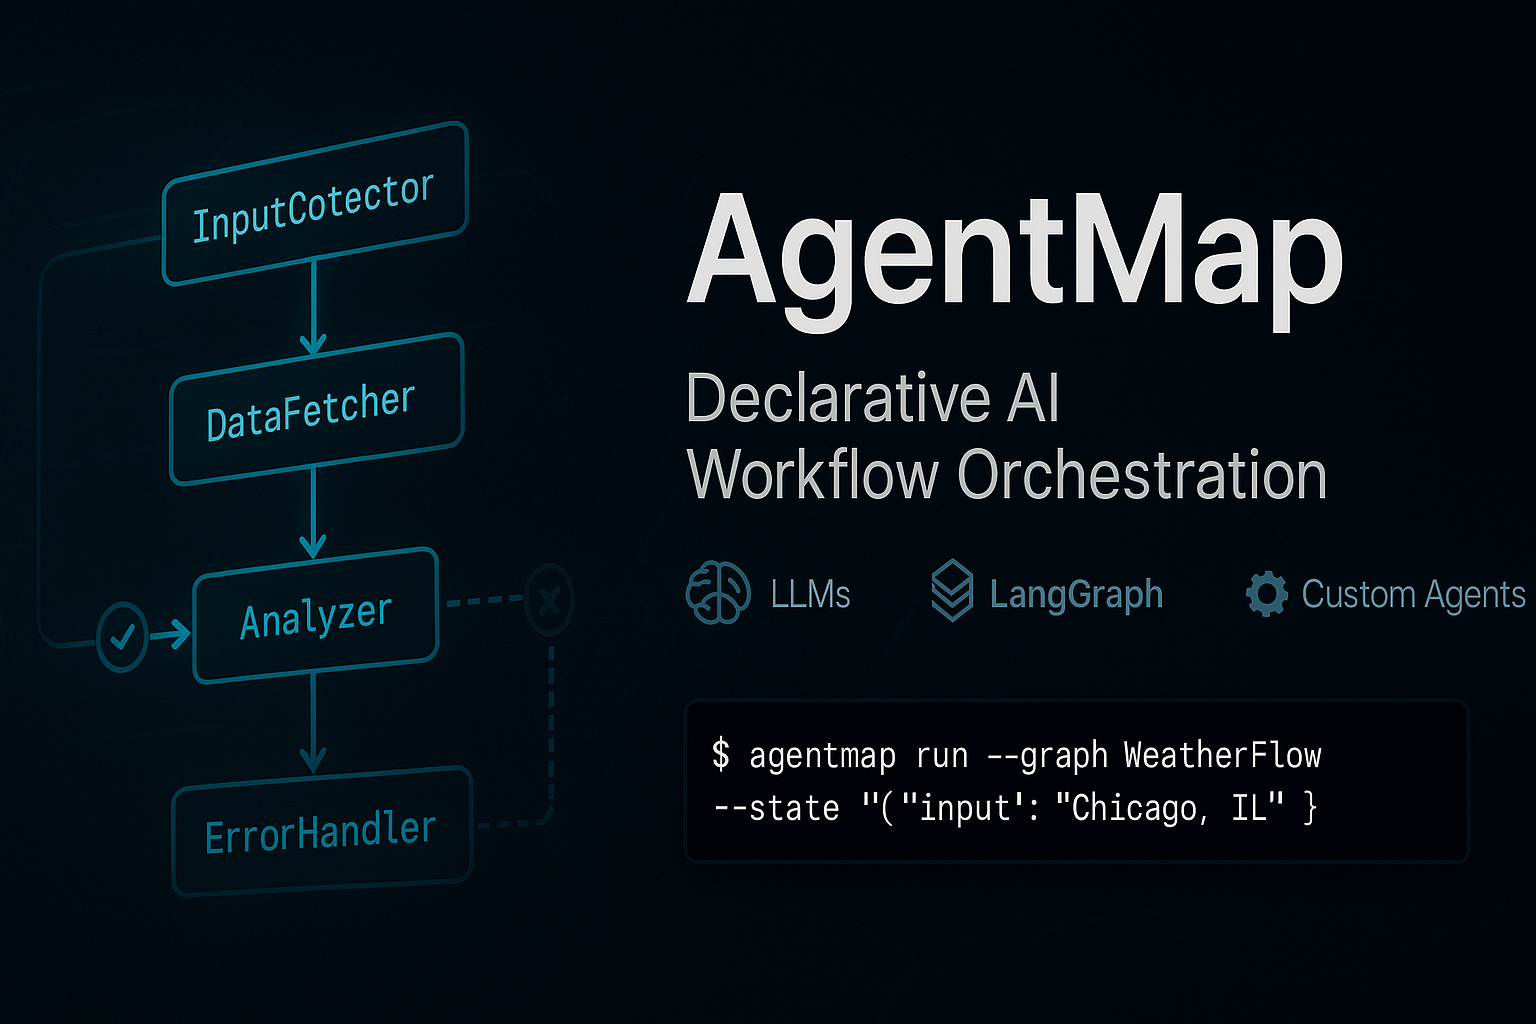 InputCotector
DataFetcher
Analyzer
ErrorHandler
AgentMap
Declarative AI
Workflow Orchestration
LLMs
LangGraph
Custom Agents
$ agentmap run --graph WeatherFlow
--state "("input': "Chicago, IL" }